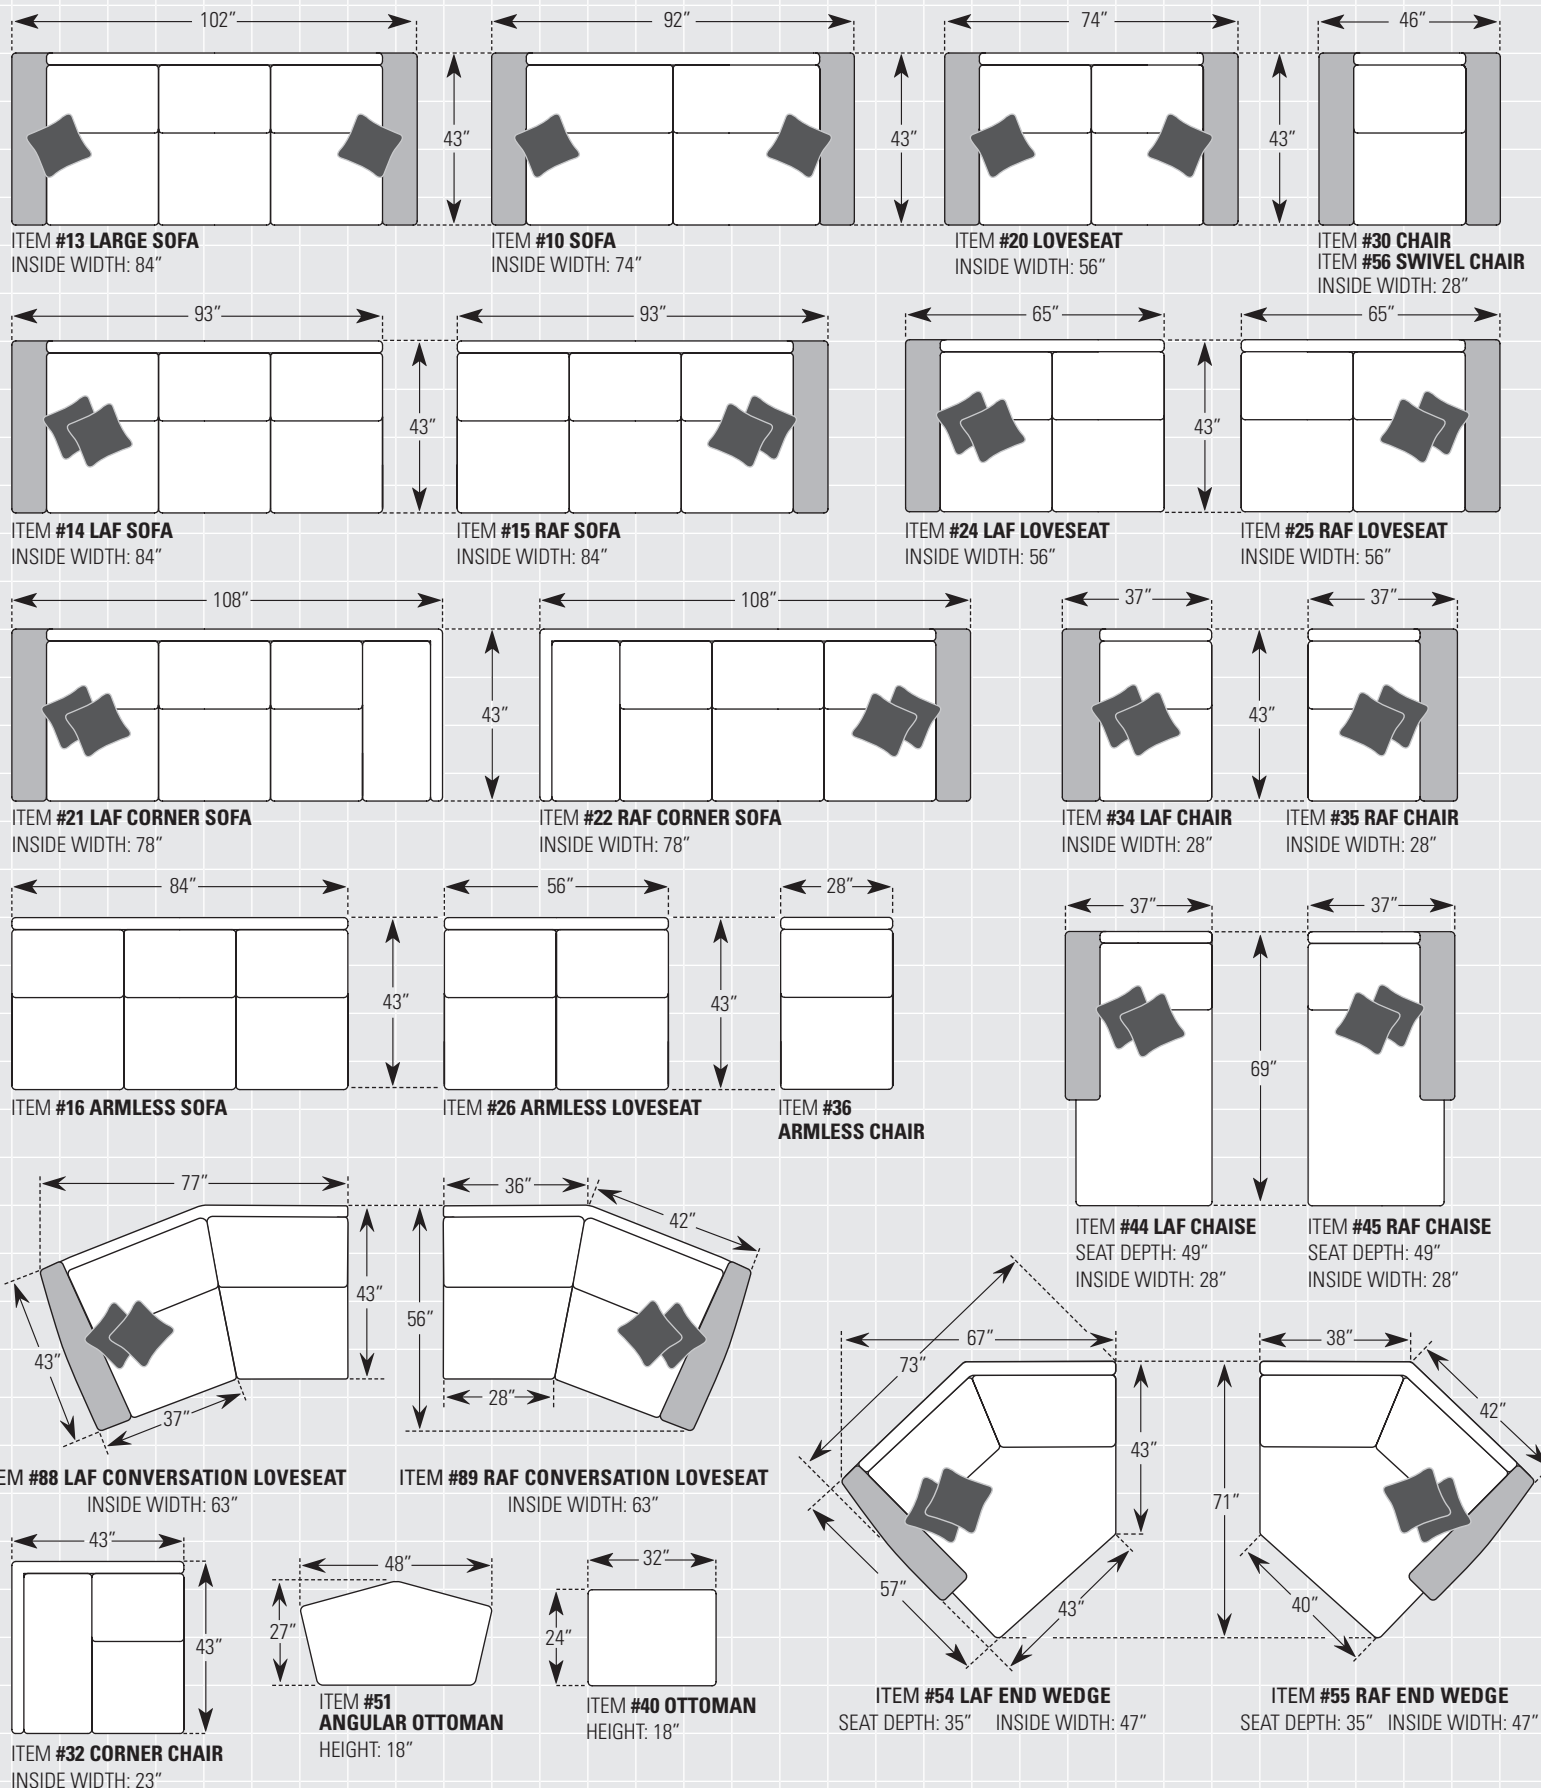 102″
92″
74″
46″
43″
43″
43″
ITEM #13 LARGE SOFA
INSIDE WIDTH: 84″
ITEM #10 SOFA
INSIDE WIDTH: 74″
ITEM #20 LOVESEAT
INSIDE WIDTH: 56″
ITEM #30 CHAIR
ITEM #56 SWIVEL CHAIR
INSIDE WIDTH: 28″
93″
93″
65″
65″
43″
43″
ITEM #14 LAF SOFA
INSIDE WIDTH: 84″
ITEM #15 RAF SOFA
INSIDE WIDTH: 84″
ITEM #24 LAF LOVESEAT
INSIDE WIDTH: 56″
ITEM #25 RAF LOVESEAT
INSIDE WIDTH: 56″
108″
108″
37″
37″
43″
43″
ITEM #21 LAF CORNER SOFA
INSIDE WIDTH: 78″
ITEM #22 RAF CORNER SOFA
INSIDE WIDTH: 78″
ITEM #34 LAF CHAIR
INSIDE WIDTH: 28″
ITEM #35 RAF CHAIR
INSIDE WIDTH: 28″
84″
56″
28″
37″
37″
43″
43″
69″
ITEM #16 ARMLESS SOFA
ITEM #26 ARMLESS LOVESEAT
ITEM #36
ARMLESS CHAIR
ITEM #44 LAF CHAISE
SEAT DEPTH: 49″
INSIDE WIDTH: 28″
ITEM #45 RAF CHAISE
SEAT DEPTH: 49″
INSIDE WIDTH: 28″
77″
43″
43″
37″
EM #88 LAF CONVERSATION LOVESEAT
INSIDE WIDTH: 63″
36″
42″
56″
28″
ITEM #89 RAF CONVERSATION LOVESEAT
INSIDE WIDTH: 63″
67″
73″
43″
57″
43″
ITEM #54 LAF END WEDGE
SEAT DEPTH: 35″ INSIDE WIDTH: 47″
38″
42″
71″
40″
ITEM #55 RAF END WEDGE
SEAT DEPTH: 35″ INSIDE WIDTH: 47″
43″
43″
ITEM #32 CORNER CHAIR
INSIDE WIDTH: 23″
48″
27″
ITEM #51
ANGULAR OTTOMAN
HEIGHT: 18″
32″
24″
ITEM #40 OTTOMAN
HEIGHT: 18″